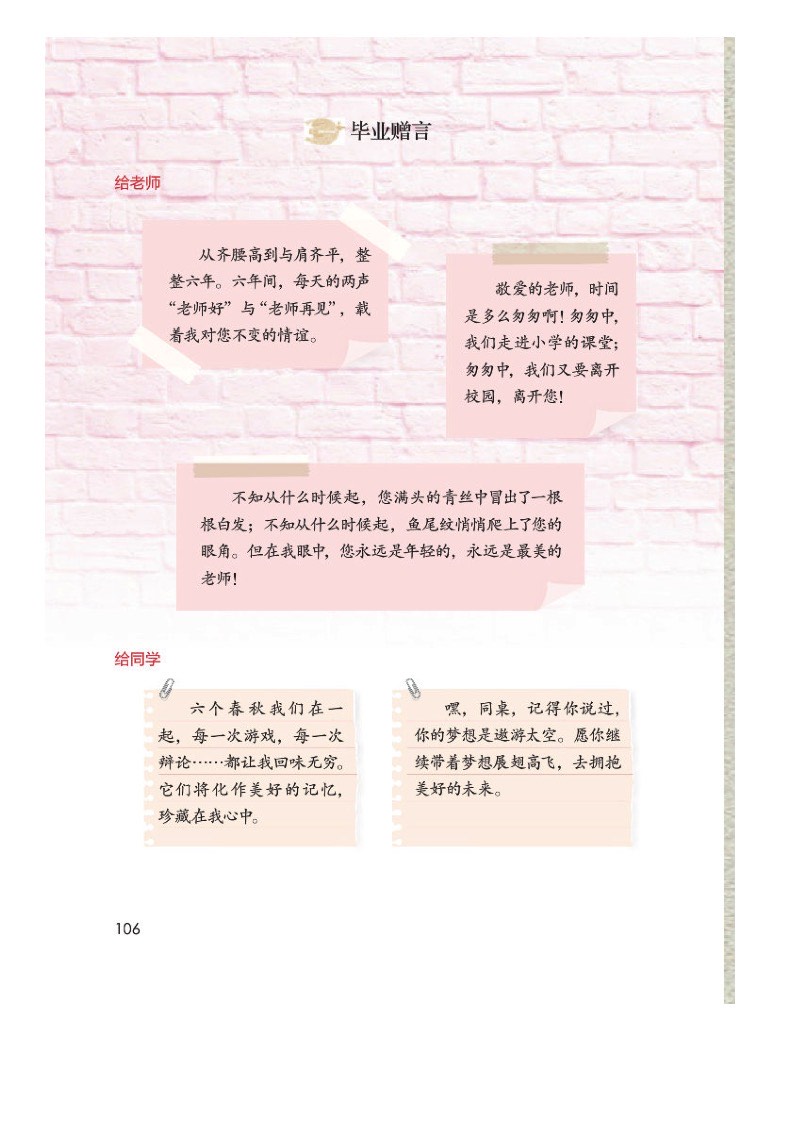 毕业赠言
给老师
从齐腰高到与肩齐平，整
整六年。六年间，每天的两声
“老师好”与“老师再见”，载
着我对您不变的情谊。
敬爱的老师，时间
是多么匆匆啊！匆匆中，
我们走进小学的课堂；
匆匆中，我们又要离开
校园，离开您！
不知从什么时候起，您满头的青丝中冒出了一根
根白发；不知从什么时候起，鱼尾纹悄悄爬上了您的
眼角。但在我眼中，您永远是年轻的，永远是最美的
老师！
给同学
六个春秋我们在一
起，每一次游戏，每一次
辩论……都让我回味无穷。
它们将化作美好的记忆，
珍藏在我心中。
嘿，同桌，记得你说过，
你的梦想是遨游太空。愿你继
续带着梦想展翅高飞，去拥抱
美好的未来。
106